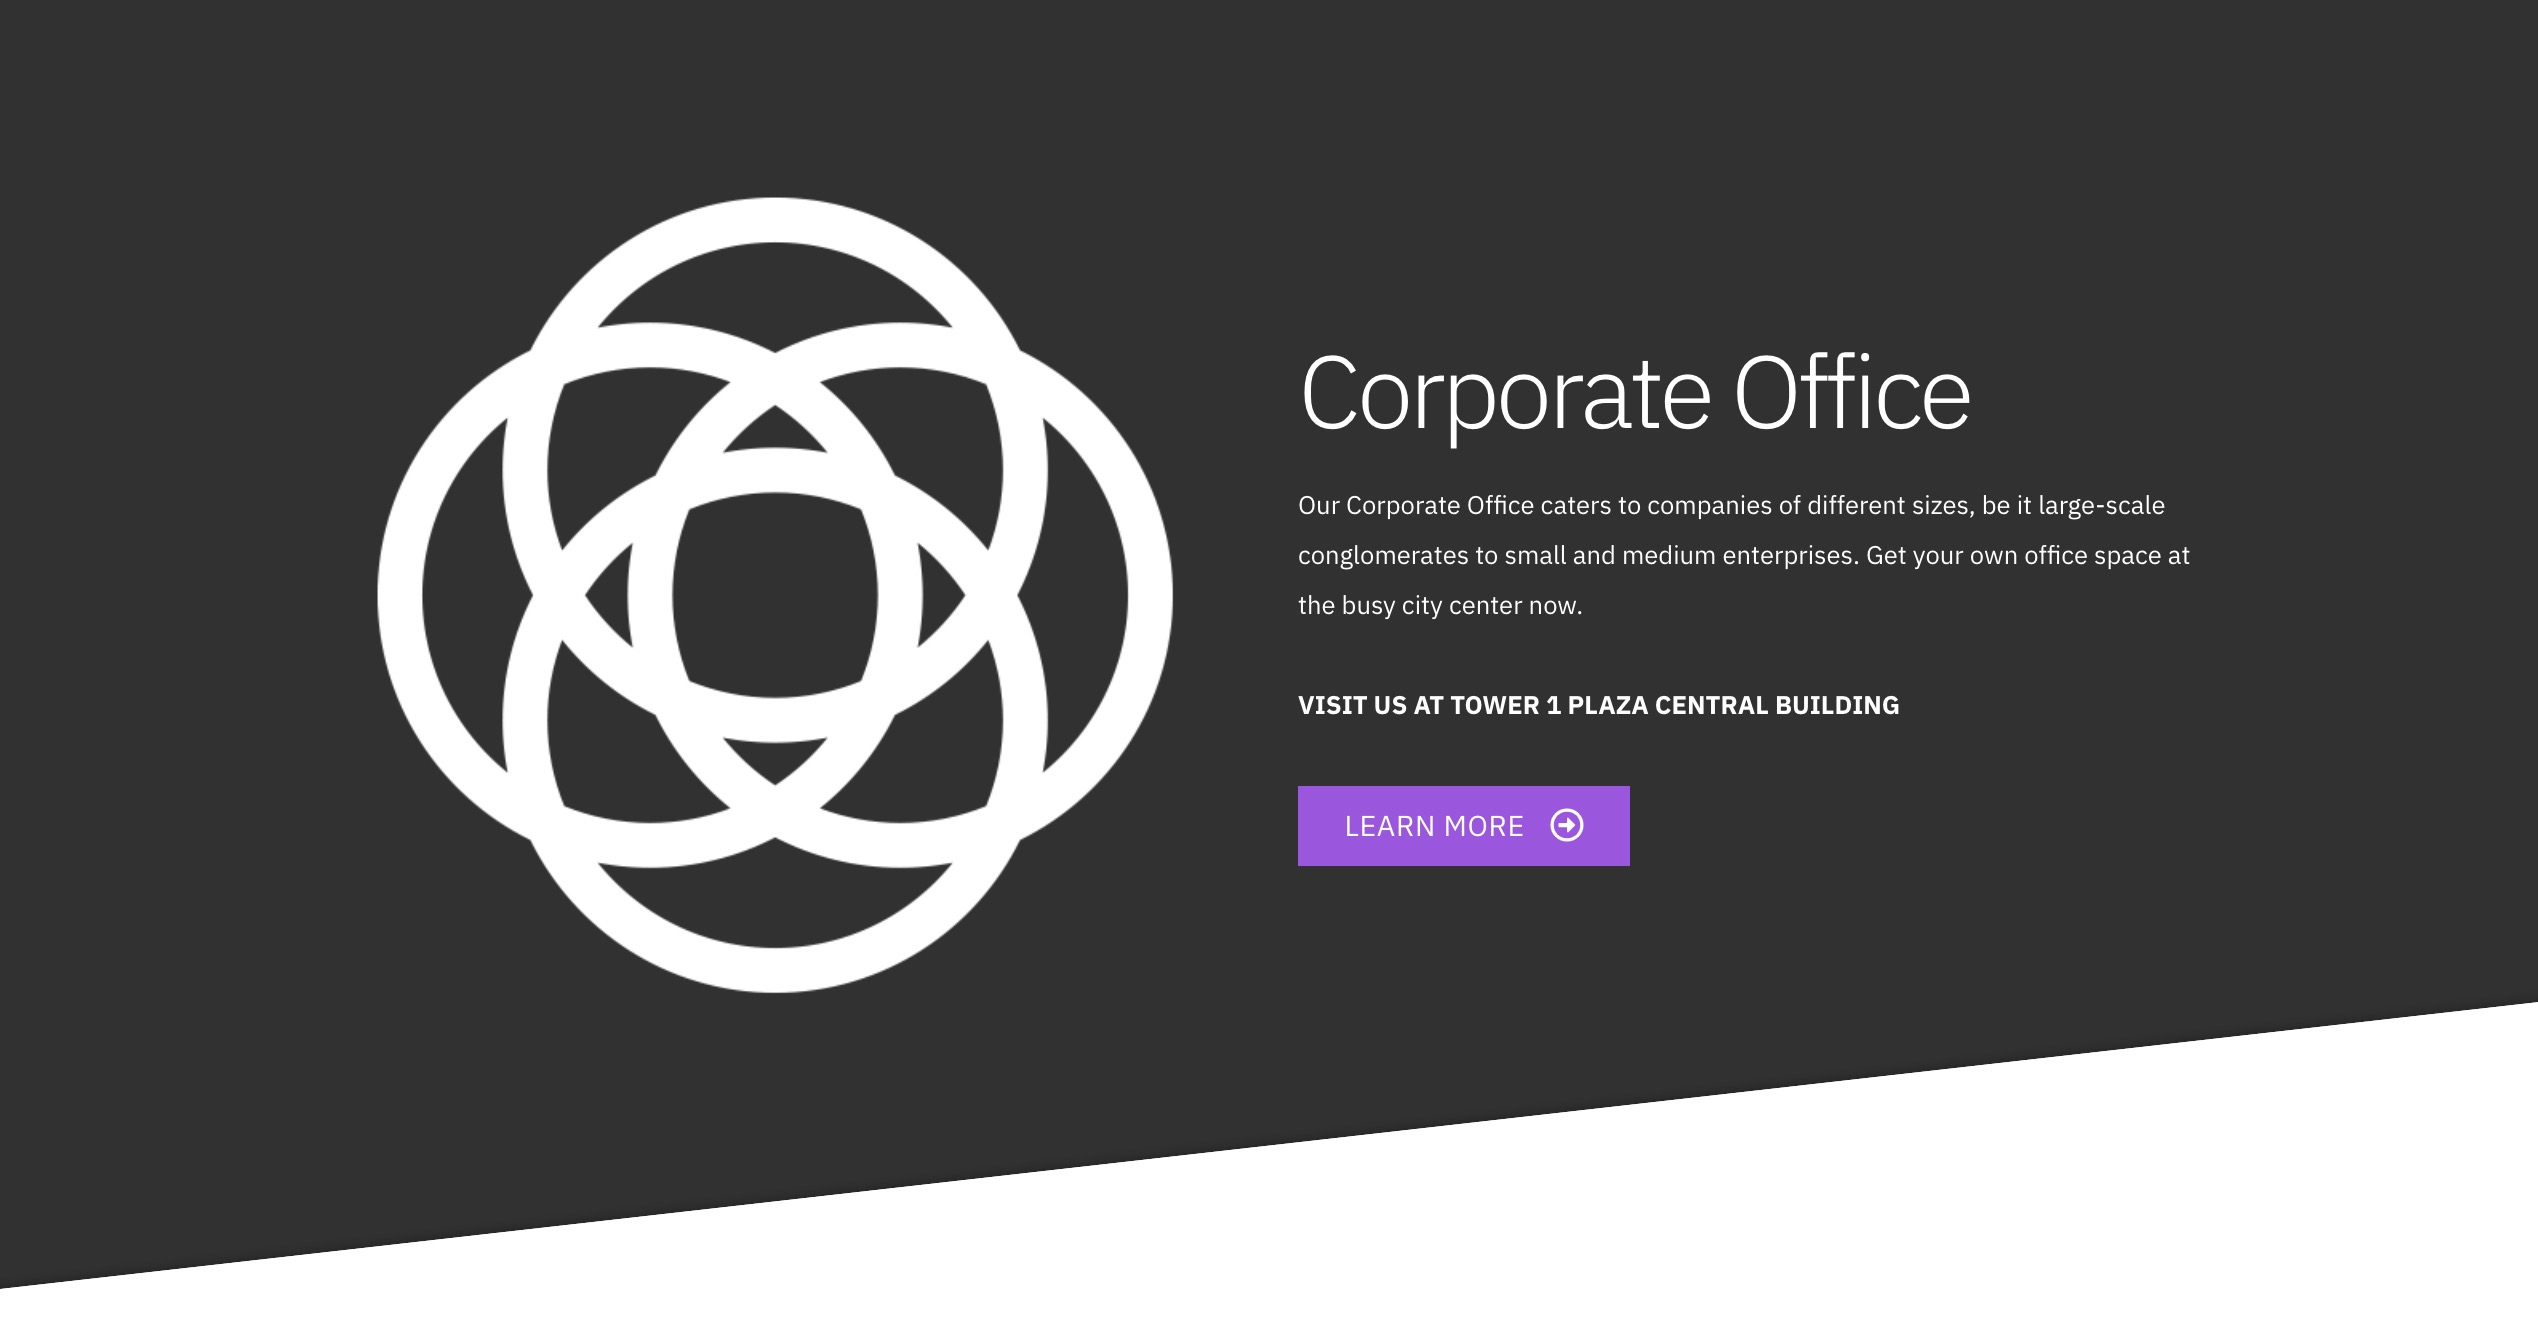 Corporate Office
Our Corporate Office caters to companies of different sizes, be it large-scale
conglomerates to small and medium enterprises. Get your own office space at
the busy city center now.
VISIT US AT TOWER 1 PLAZA CENTRAL BUILDING
LEARN MORE